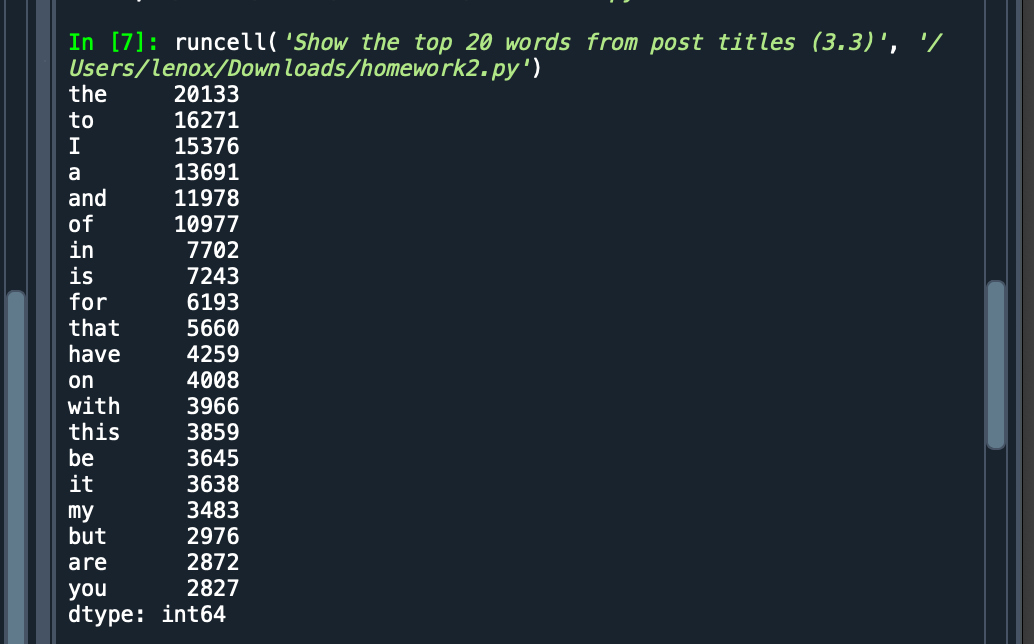 In [7]: runcell('Show the top 20 words from post titles (3.3)', '/
Users/lenox/Downloads/homework2.py')
the 20133
to 16271
I 15376
a 13691
and 11978
of 10977
in 7702
is 7243
for 6193
that 5660
have 4259
on 4008
with 3966
this 3859
be 3645
it 3638
my 3483
but 2976
are 2872
you 2827
dtype: int64